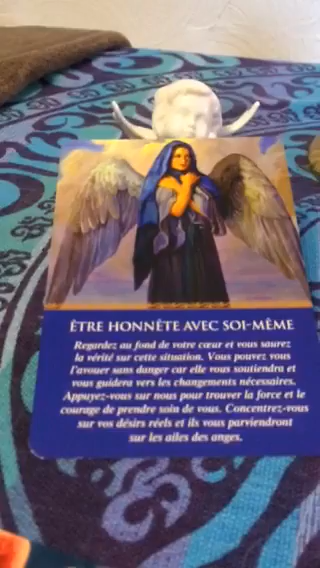 ÊTRE HONNÊTE AVEC SOI-MÊME
Regardez au fond de votre cœur et vous saurez
la vérité sur cette situation. Vous pouvez vous
l'avouer sans danger car elle vous soutiendra et
vous guidera vers les changements nécessaires.
Appuyez-vous sur nous pour trouver la force et le
courage de prendre soin de vous. Concentrez-vous
sur vos désirs réels et ils vous parviendront
sur les ailes des anges.